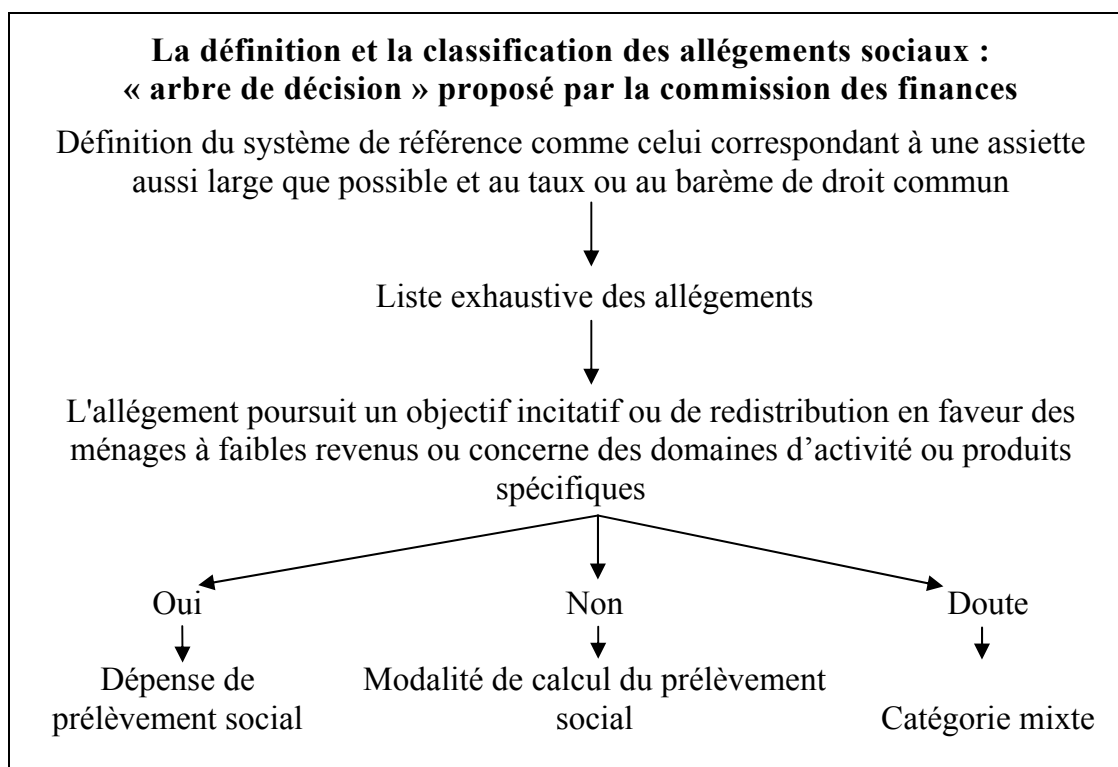 La définition et la classification des allégements sociaux :
« arbre de décision » proposé par la commission des finances
Définition du système de référence comme celui correspondant à une assiette
aussi large que possible et au taux ou au barème de droit commun
Liste exhaustive des allégements
L'allégement poursuit un objectif incitatif ou de redistribution en faveur des
ménages à faibles revenus ou concerne des domaines d’activité ou produits
spécifiques
Oui
Non
Doute
Dépense de
prélèvement social
Modalité de calcul du prélèvement
social
Catégorie mixte